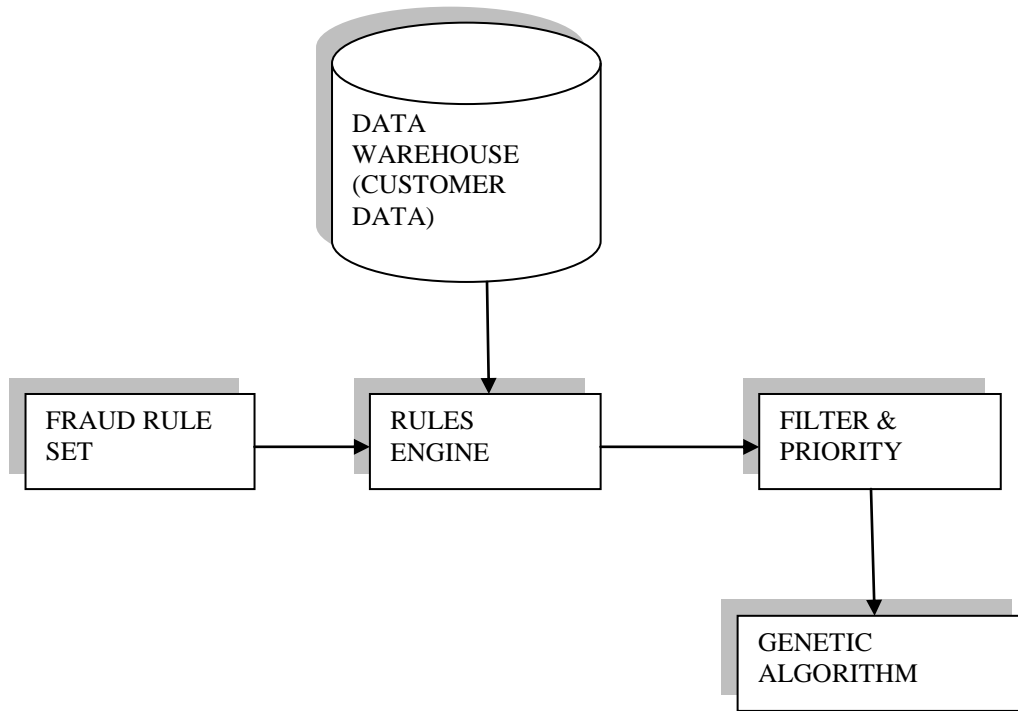 DATA
WAREHOUSE
(CUSTOMER
DATA)
FRAUD RULE
SET
RULES
ENGINE
FILTER &
PRIORITY
GENETIC
ALGORITHM